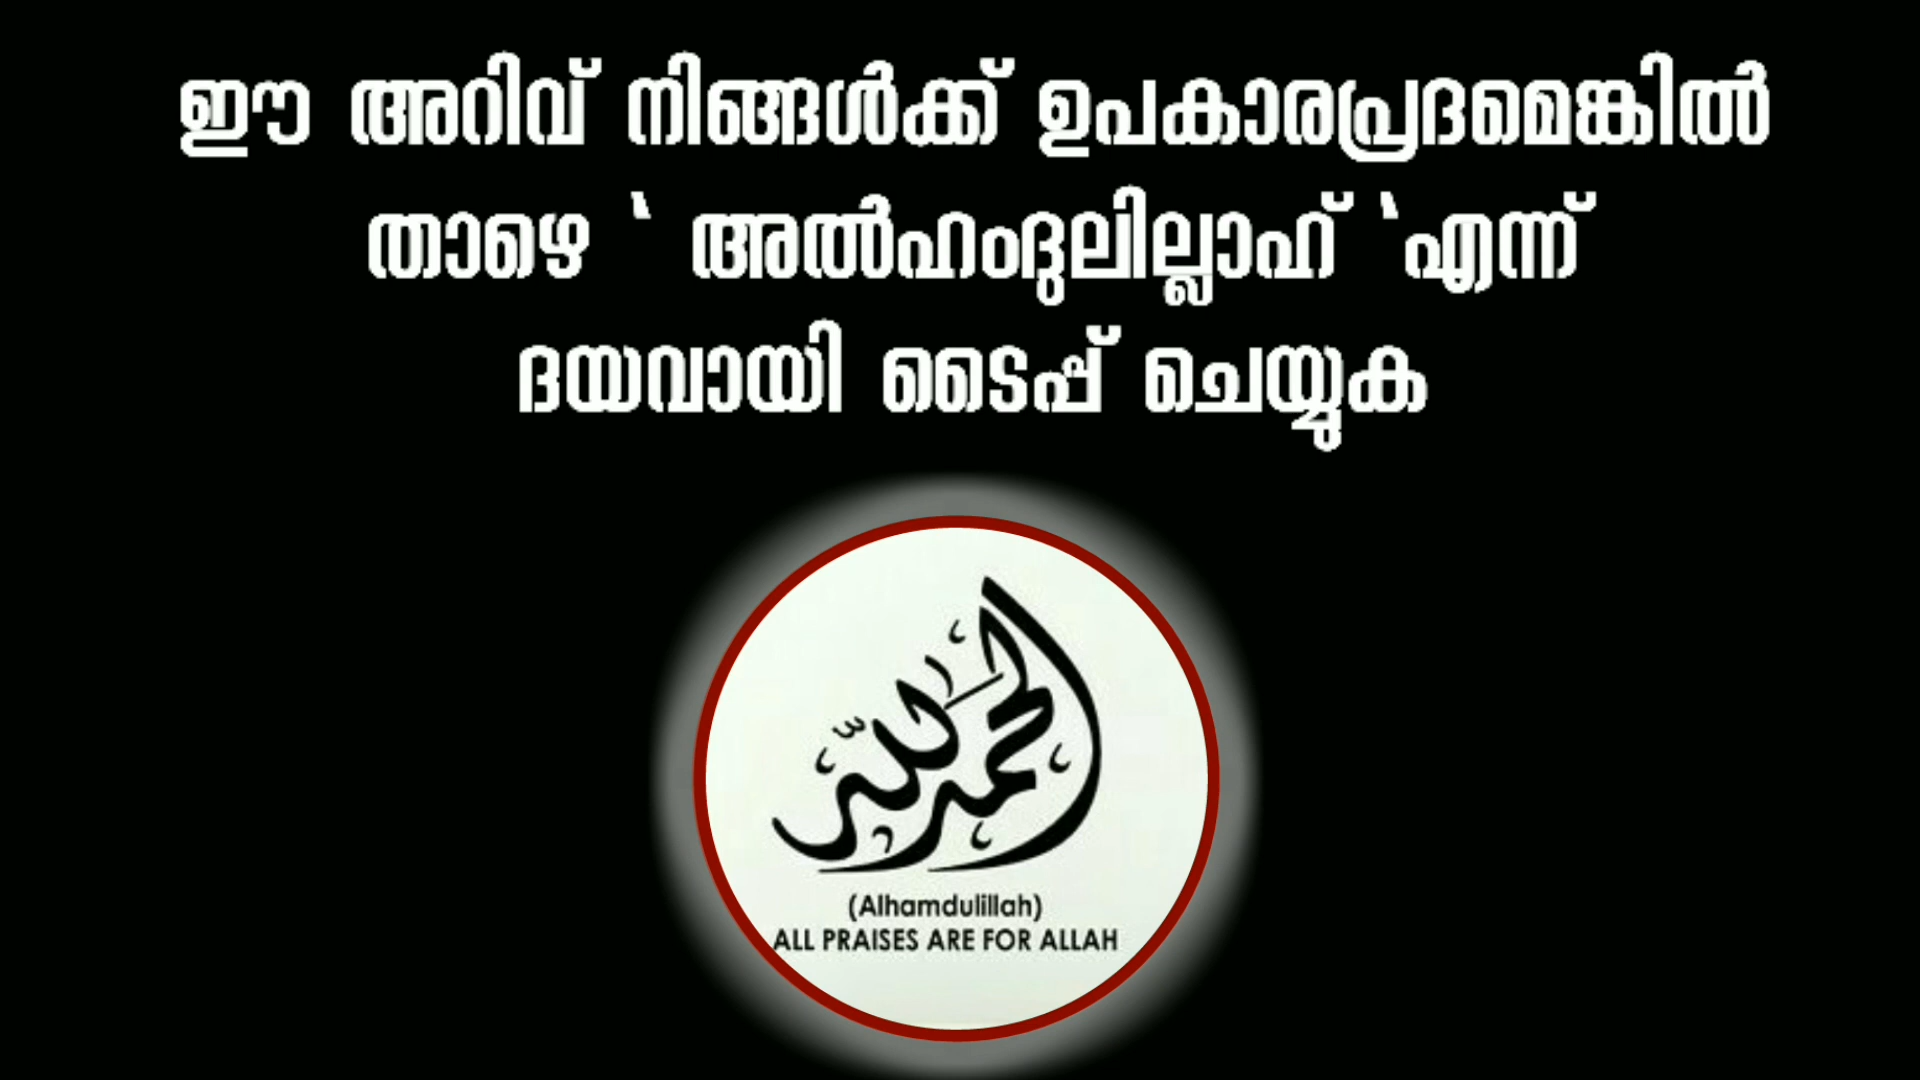 ഈ അറിവ് നിങ്ങൾക്ക് ഉപകാരപ്രദമെങ്കിൽ
താഴെ ‛ അൽഹംദുലില്ലാഹ് ‛എന്ന്
ദയവായി ടൈപ്പ് ചെയ്യുക
الحمد لله
(Alhamdulillah)
ALL PRAISES ARE FOR ALLAH